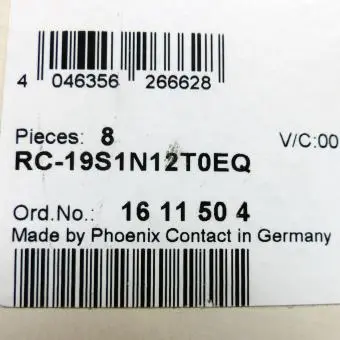 4 046356 266628
Pieces: 8 V/C:00
RC-19S1N12T0EQ
Ord.No.: 16 11 50 4
Made by Phoenix Contact in Germany